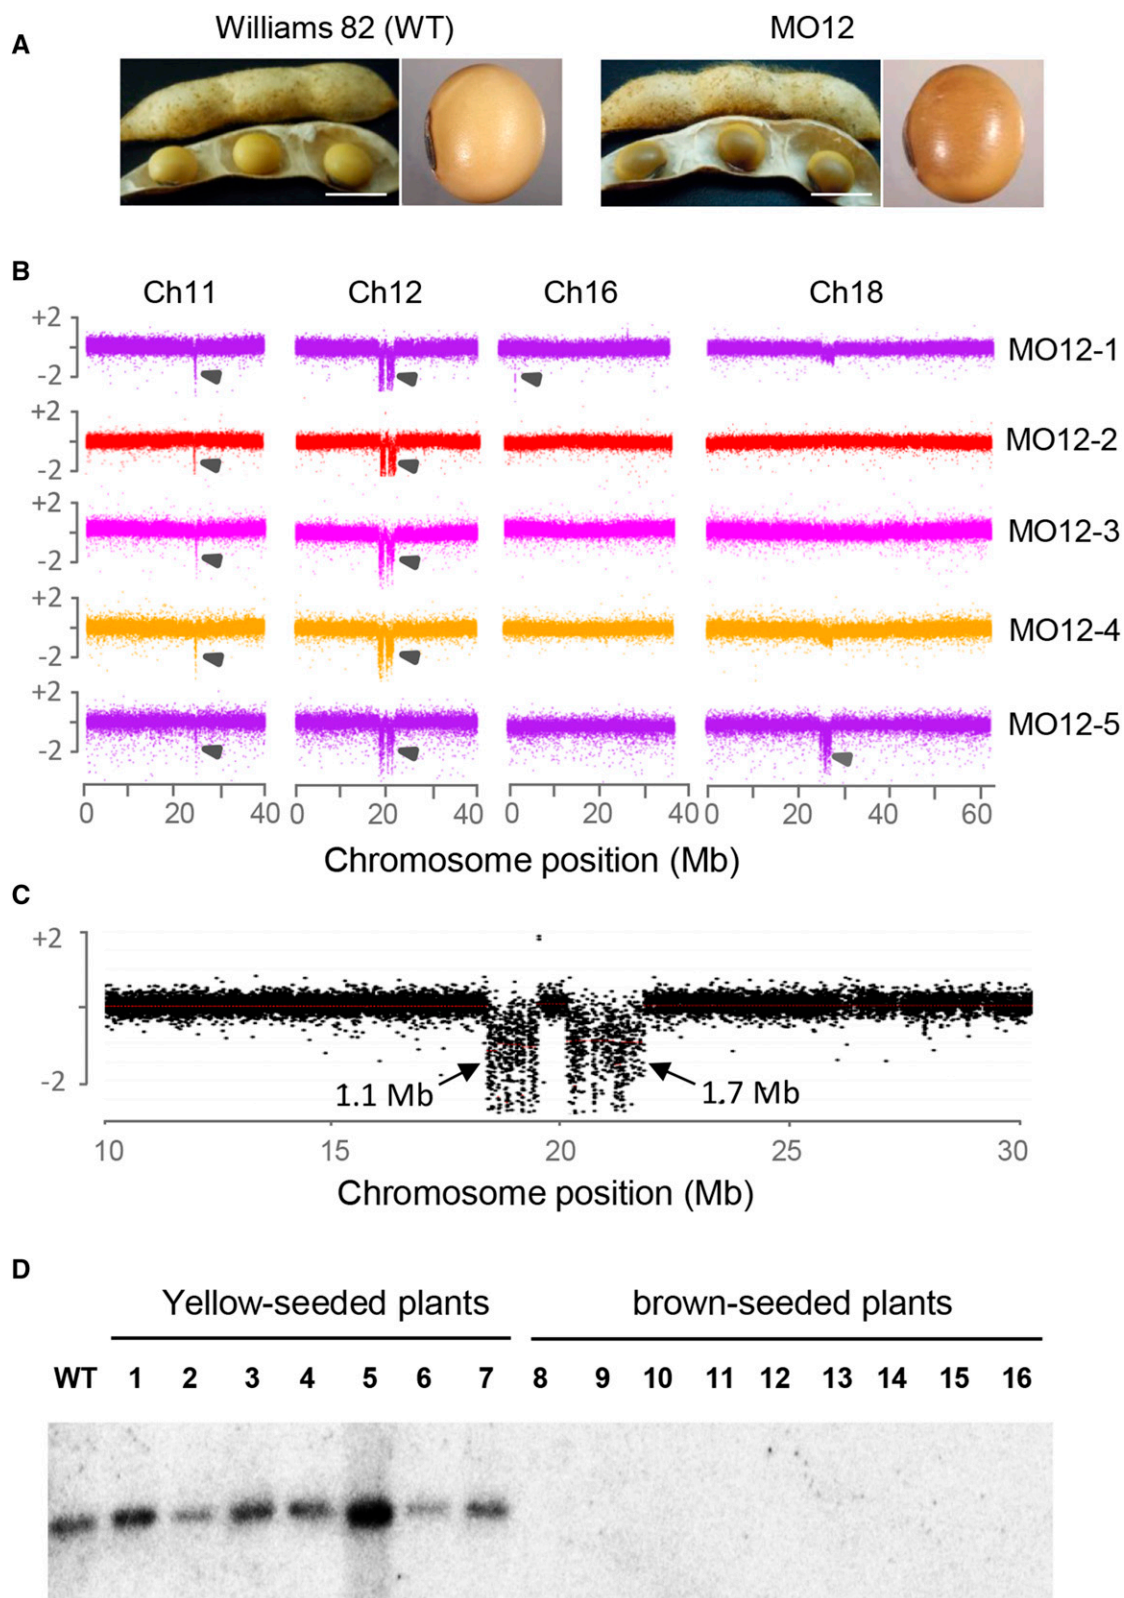 A
Williams 82 (WT) MO12
B
Ch11 Ch12 Ch16 Ch18
+2
-2
MO12-1
+2
-2
MO12-2
+2
-2
MO12-3
+2
-2
MO12-4
+2
-2
MO12-5
0 20 40 0 20 40 0 20 40 0 20 40 60
Chromosome position (Mb)
C
+2
-2
1.1 Mb 1.7 Mb
10 15 20 25 30
Chromosome position (Mb)
D
Yellow-seeded plants brown-seeded plants
WT 1 2 3 4 5 6 7 8 9 10 11 12 13 14 15 16